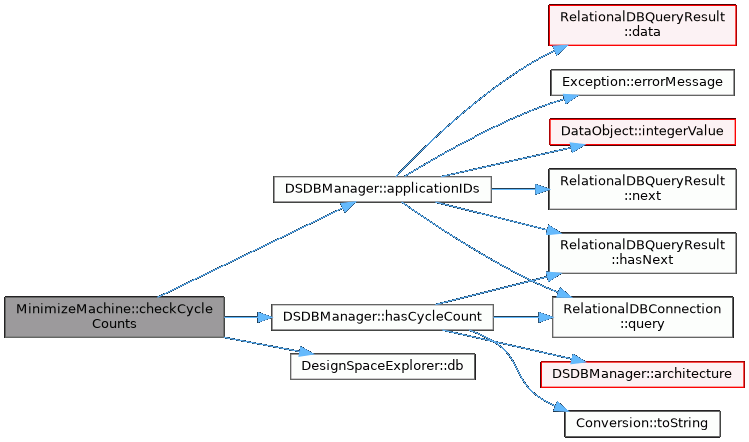 RelationalDBQueryResult
::data
Exception::errorMessage
DataObject::integerValue
DSDBManager::applicationIDs
RelationalDBQueryResult
::next
RelationalDBQueryResult
::hasNext
MinimizeMachine::checkCycle
Counts
DSDBManager::hasCycleCount
RelationalDBConnection
::query
DesignSpaceExplorer::db
DSDBManager::architecture
Conversion::toString